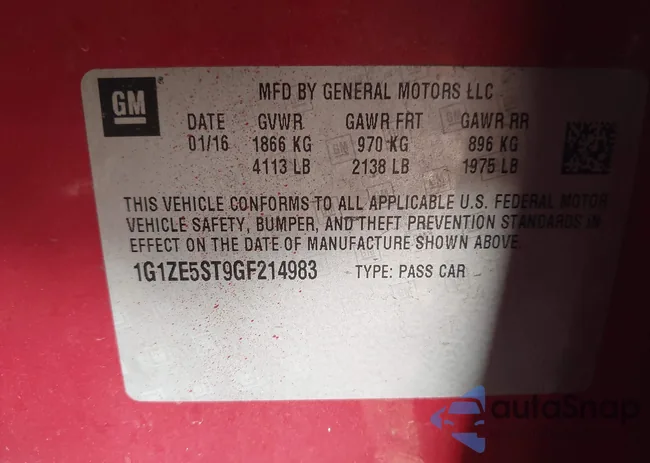 GM
MFD BY GENERAL MOTORS LLC
DATE GVWR GAWR FRT GAWR RR
01/16 1866 KG 970 KG 896 KG
4113 LB 2138 LB 1975 LB
THIS VEHICLE CONFORMS TO ALL APPLICABLE U.S. FEDERAL MOTOR
VEHICLE SAFETY, BUMPER, AND THEFT PREVENTION STANDARDS IN
EFFECT ON THE DATE OF MANUFACTURE SHOWN ABOVE.
1G1ZE5ST9GF214983 TYPE: PASS CAR
autoSnap